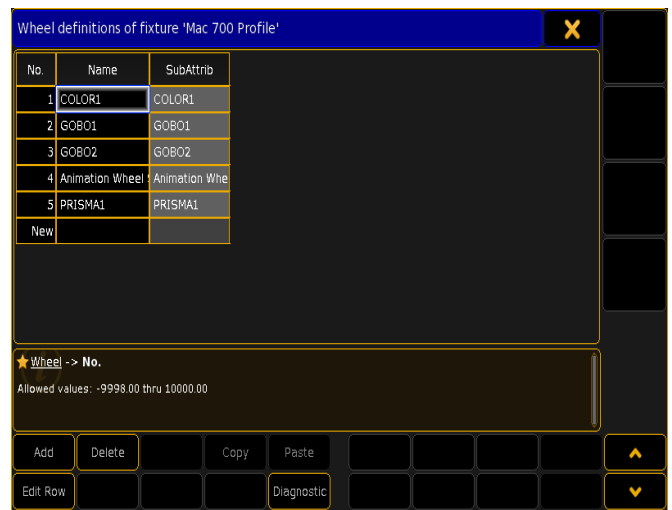 Wheel definitions of fixture 'Mac 700 Profile'
No. Name SubAttrib
1 COLOR1 COLOR1
2 GOBO1 GOBO1
3 GOBO2 GOBO2
4 Animation Wheel Animation Whe
5 PRISMA1 PRISMA1
New
Wheel -> No.
Allowed values: -9998.00 thru 10000.00
Add Delete Copy Paste
Edit Row Diagnostic